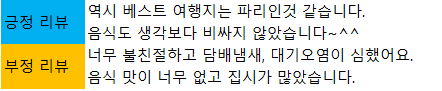 긍정 리뷰
역시 베스트 여행지는 파리인것 같습니다.
음식도 생각보다 비싸지 않았습니다~^^
부정 리뷰
너무 불친절하고 담배냄새, 대기오염이 심했어요.
음식 맛이 너무 없고 집시가 많았습니다.